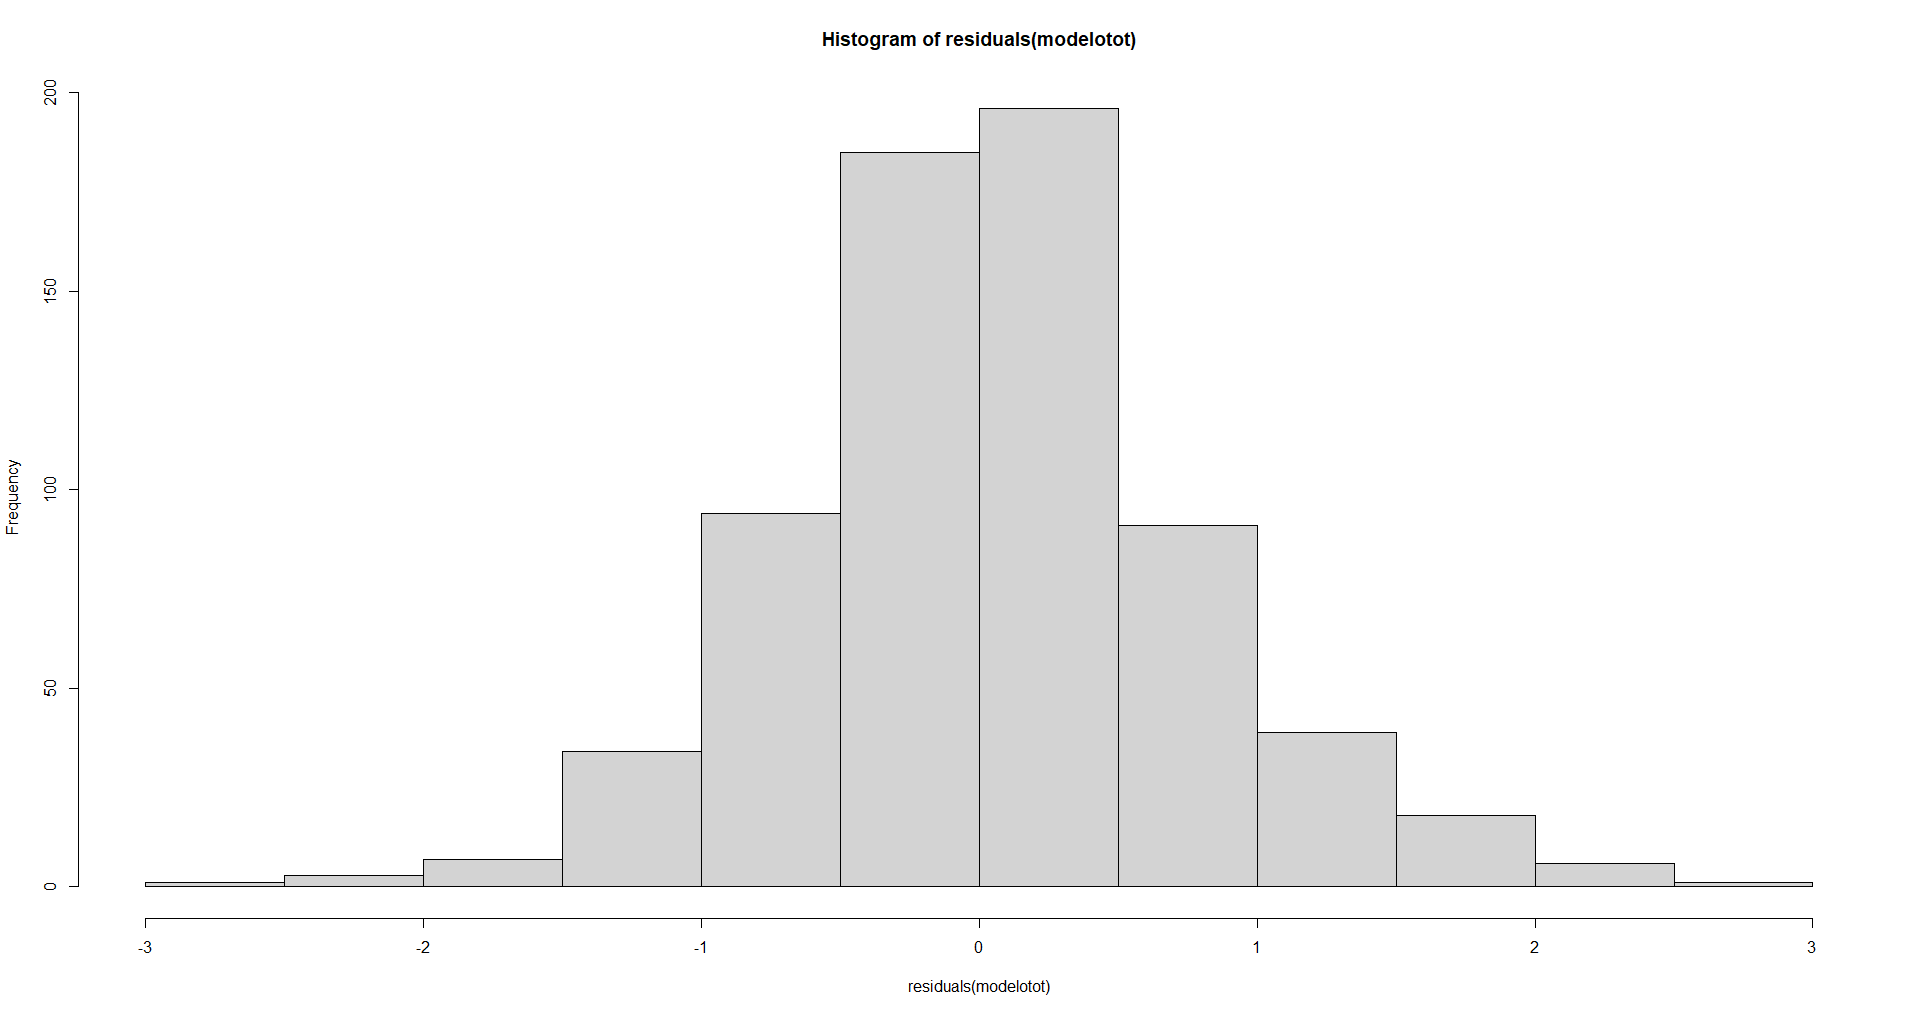 Histogram of residuals(modelotot)
200
150
100
50
0
Frequency
-3 -2 -1 0 1 2 3
residuals(modelotot)